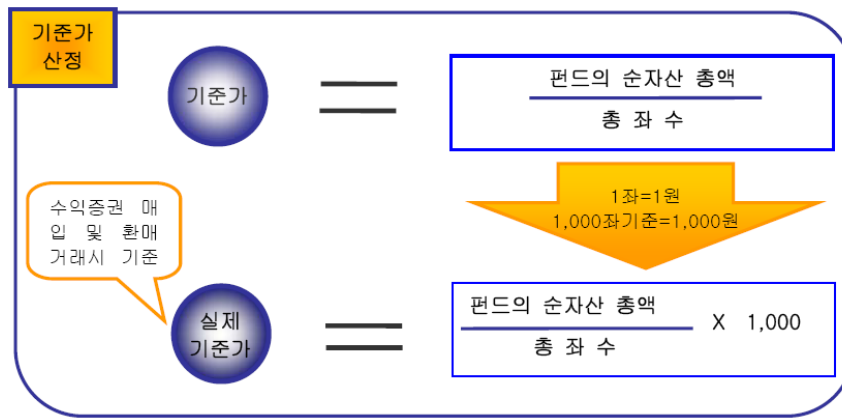 기준가
산정
기준가
펀드의 순자산 총액
총 좌 수
1좌=1원
1,000좌기준=1,000원
수익증권 매
입 및 환매
거래시 기준
실제
기준가
펀드의 순자산 총액
총 좌 수
X 1,000